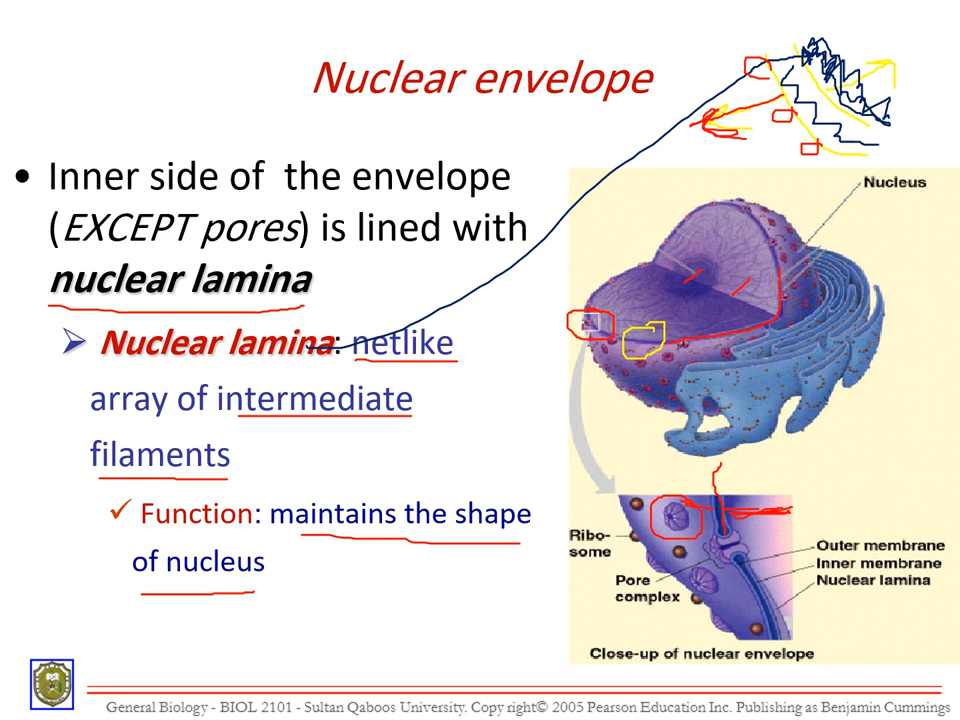 Nuclear envelope
• Inner side of the envelope
(EXCEPT pores) is lined with
nuclear lamina
➢ Nuclear lamina: netlike
array of intermediate
filaments
✓ Function: maintains the shape
of nucleus
Nucleus
Ribo-
some
Pore
complex
Outer membrane
Inner membrane
Nuclear lamina
Close-up of nuclear envelope
General Biology - BIOL 2101 - Sultan Qaboos University. Copy right© 2005 Pearson Education Inc. Publishing as Benjamin Cummings